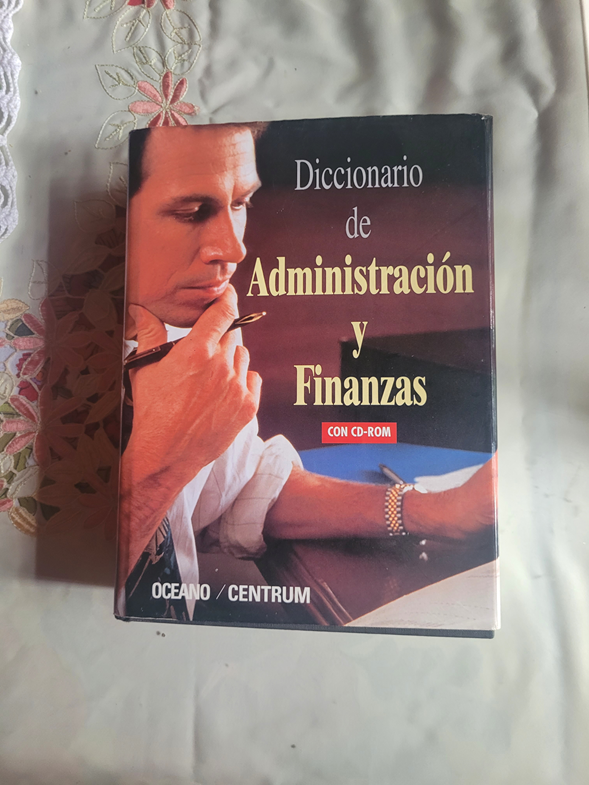 Diccionario
de
Administración
y
Finanzas
CON CD-ROM
OCEANO / CENTRUM